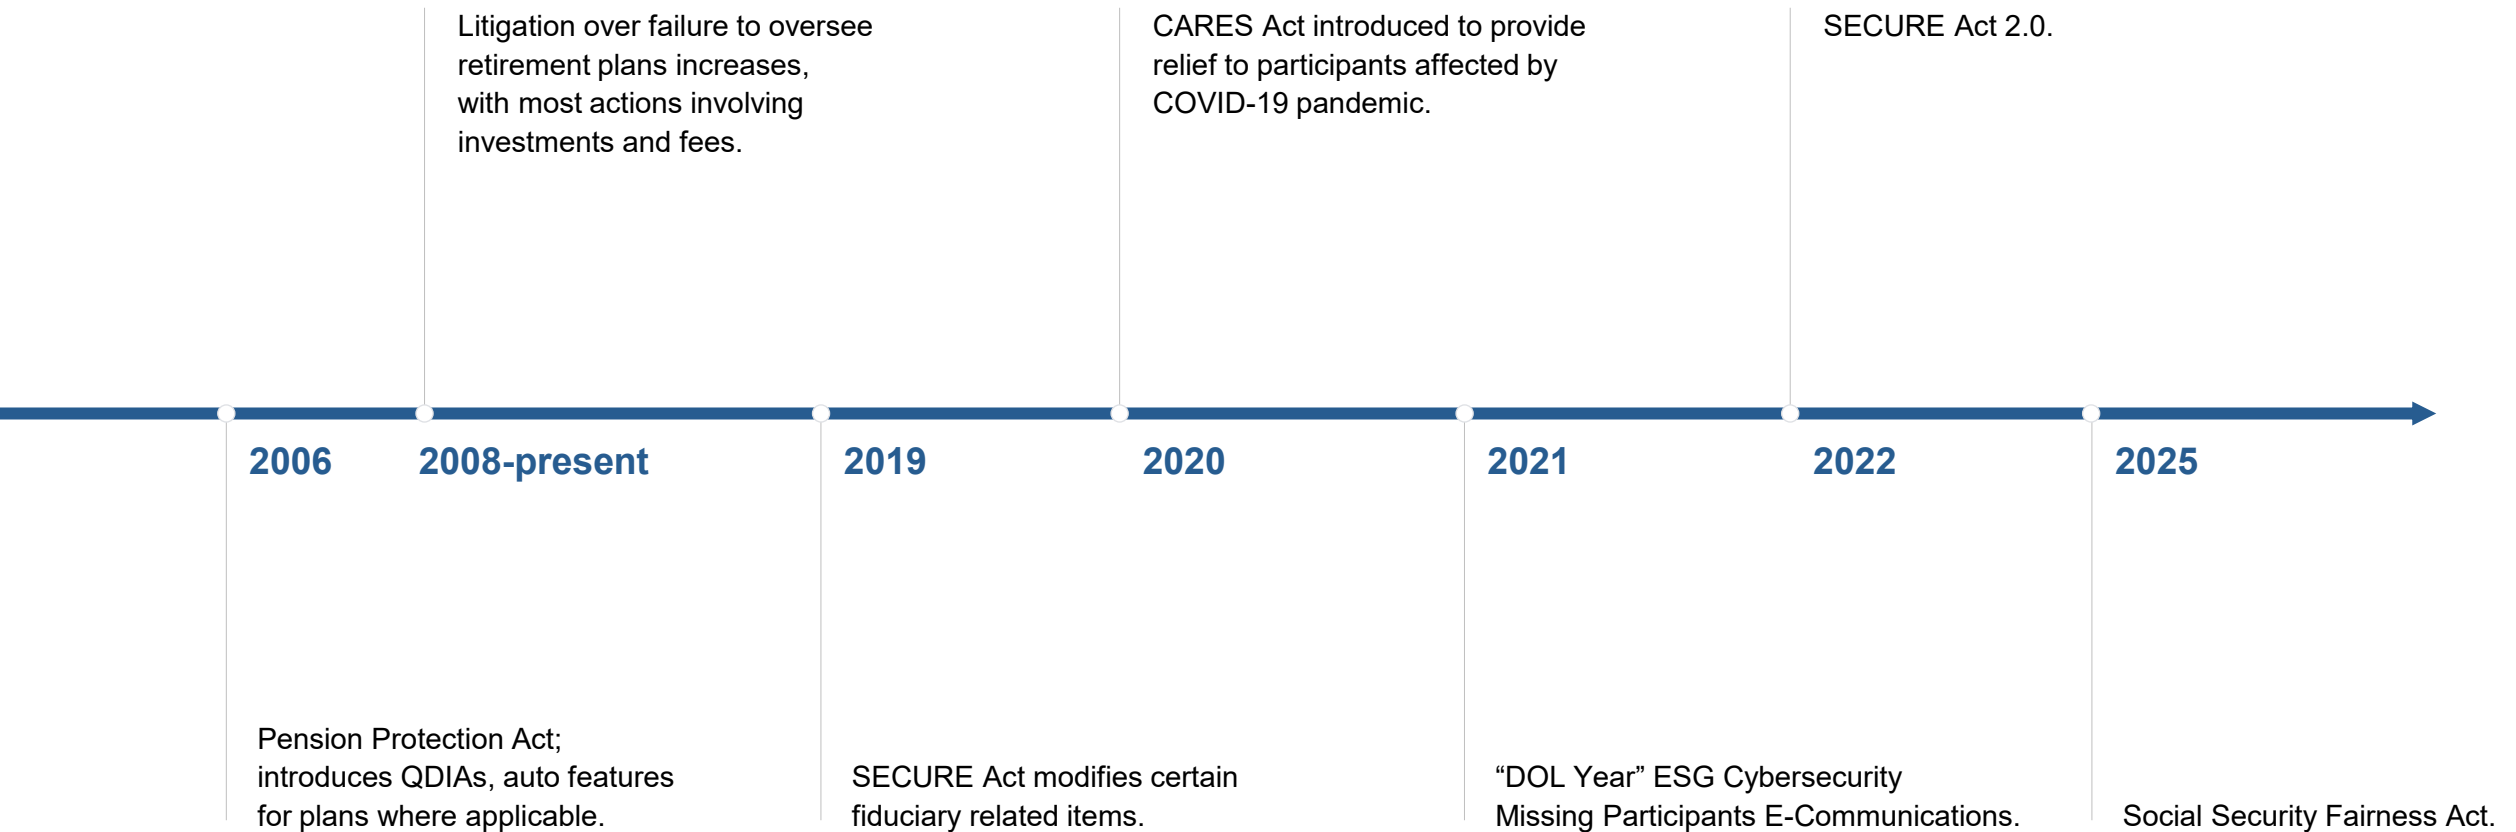 Litigation over failure to oversee
retirement plans increases,
with most actions involving
investments and fees.
CARES Act introduced to provide
relief to participants affected by
COVID-19 pandemic.
SECURE Act 2.0.
2006
2008-present
2019
2020
2021
2022
2025
Pension Protection Act;
introduces QDIAs, auto features
for plans where applicable.
SECURE Act modifies certain
fiduciary related items.
“DOL Year” ESG Cybersecurity
Missing Participants E-Communications.
Social Security Fairness Act.